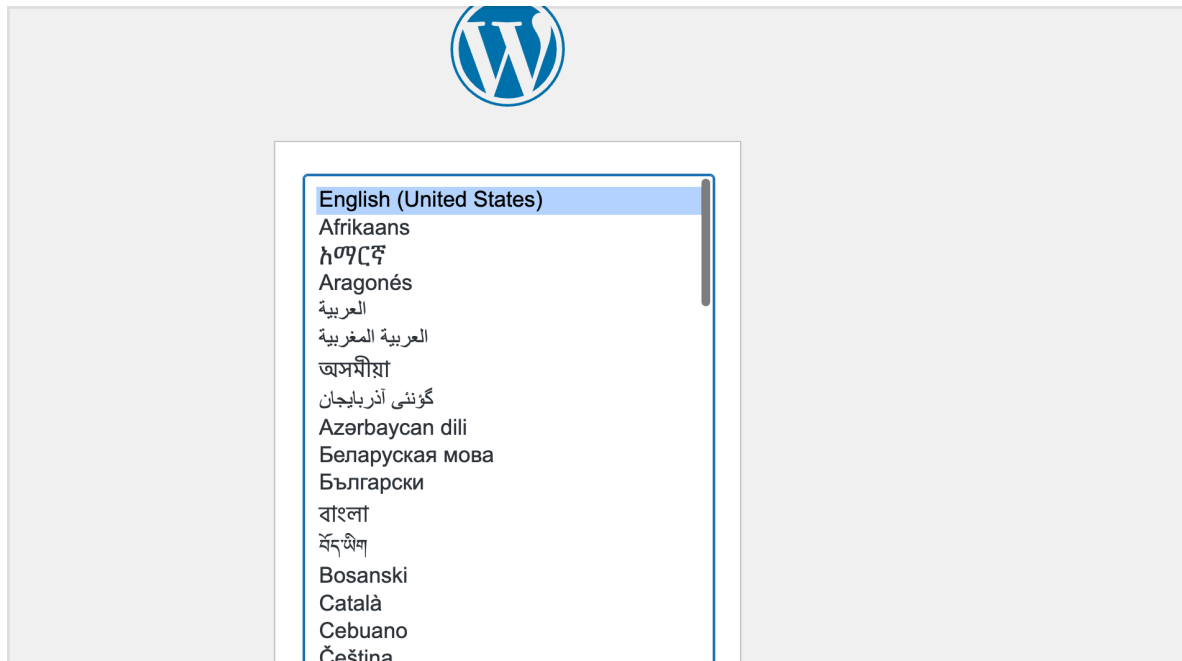 English (United States)
Afrikaans
አማርኛ
Aragonés
العربية
العربية المغربية
অসমীয়া
گؤنئی آذربایجان
Azərbaycan dili
Беларуская мова
Български
বাংলা
བོད་ཡིག
Bosanski
Català
Cebuano
Čeština